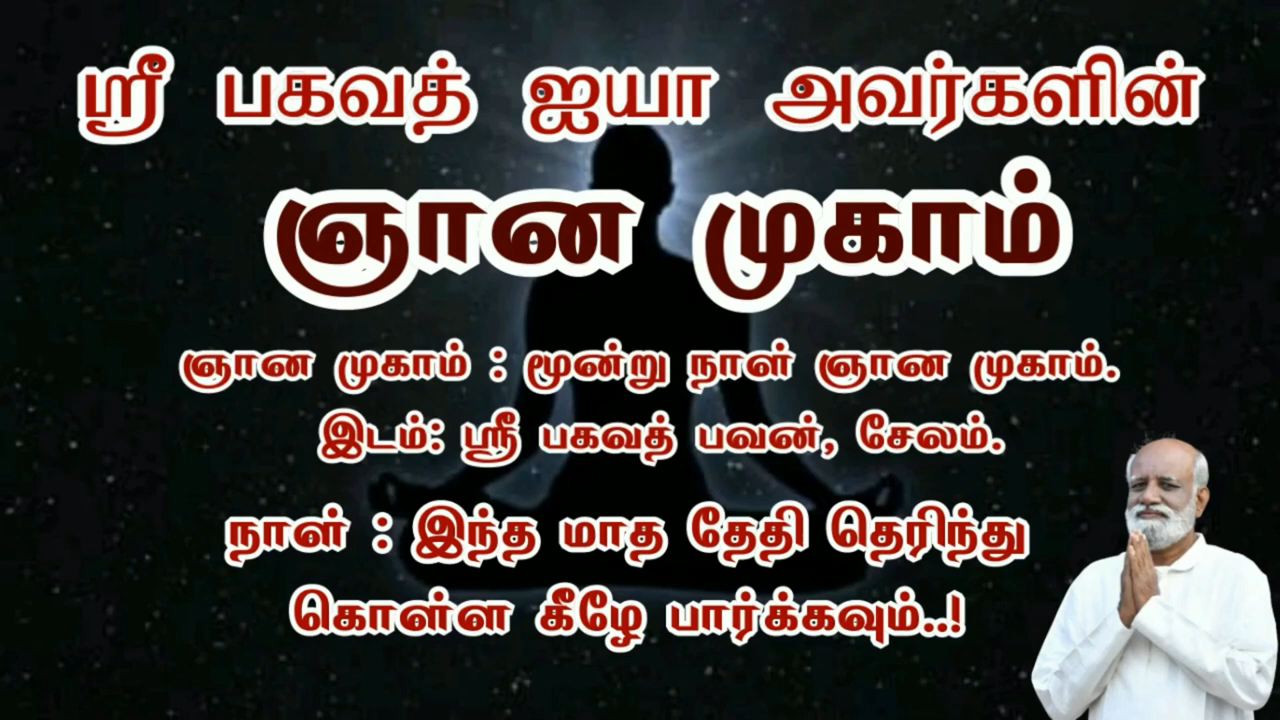 ஸ்ரீ பகவத் ஐயா அவர்களின்
ஞான முகாம்
ஞான முகாம் : மூன்று நாள் ஞான முகாம்.
இடம்: ஸ்ரீ பகவத் பவன், சேலம்.
நாள் : இந்த மாத தேதி தெரிந்து
கொள்ள கீழே பார்க்கவும்..!